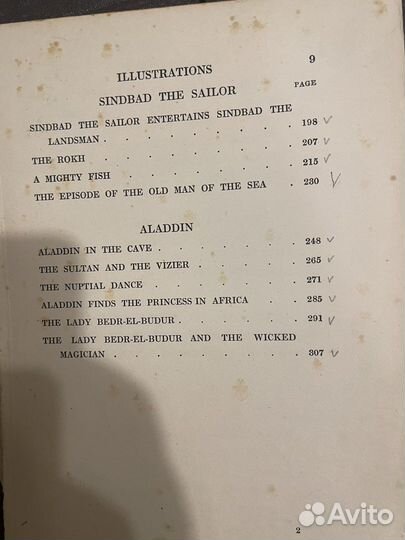 ILLUSTRATIONS 9
SINDBAD THE SAILOR PAGE
SINDBAD THE SAILOR ENTERTAINS SINDBAD THE
LANDSMAN . . . . . . . . 198 ✓
THE ROKH . . . . . . . . 207 ✓
A MIGHTY FISH . . . . . . . 215 ✓
THE EPISODE OF THE OLD MAN OF THE SEA . 230 ✓
ALADDIN
ALADDIN IN THE CAVE . . . . . . 248 ✓
THE SULTAN AND THE VÍZIER . . . . . 265 ✓
THE NUPTIAL DANCE . . . . . . 271 ✓
ALADDIN FINDS THE PRINCESS IN AFRICA . . 285 ✓
THE LADY BEDR-EL-BUDUR . . . . . 291 ✓
THE LADY BEDR-EL-BUDUR AND THE WICKED
MAGICIAN . . . . . . . . 307 ✓
2
Avito